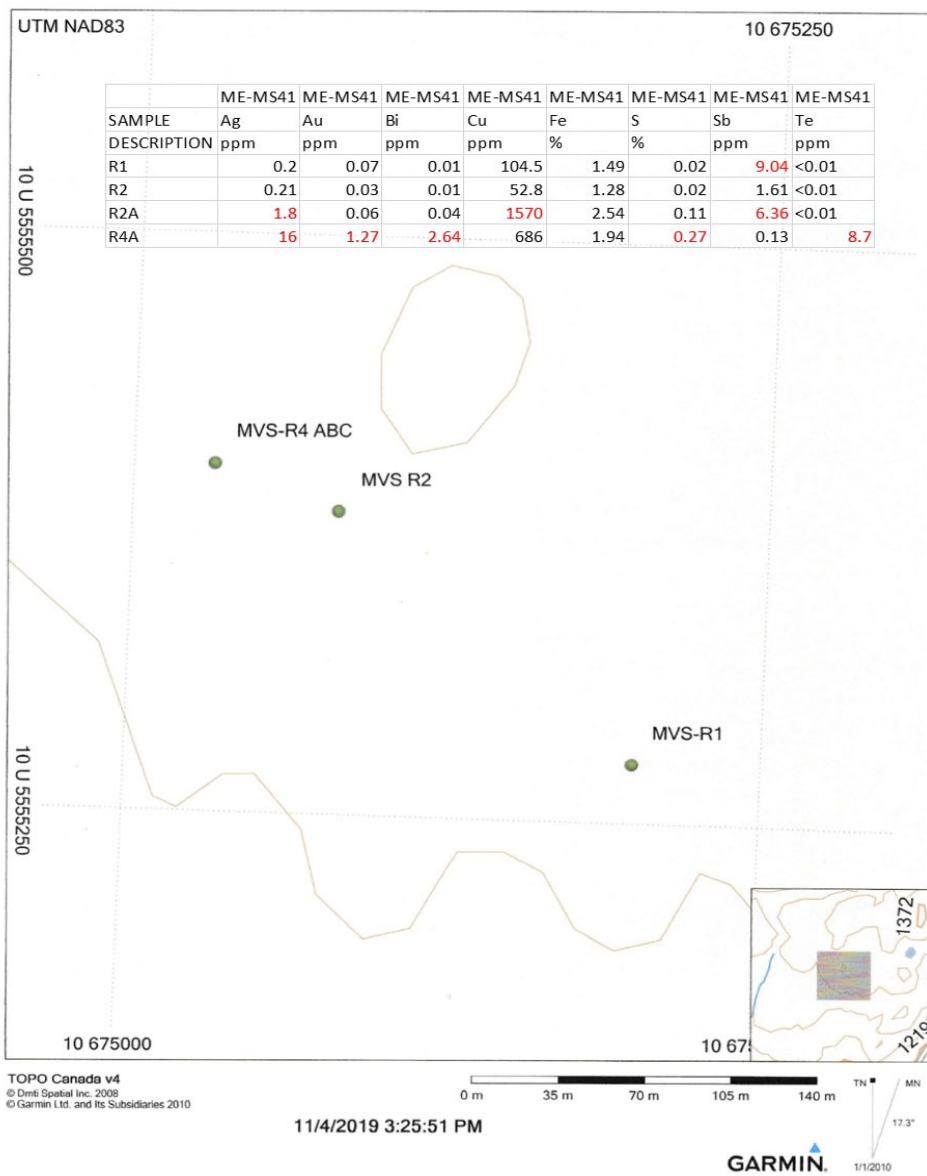 UTM NAD83
10 675250
ME-MS41 ME-MS41 ME-MS41 ME-MS41 ME-MS41 ME-MS41 ME-MS41 ME-MS41
SAMPLE Ag Au Bi Cu Fe S Sb Te
DESCRIPTION ppm ppm ppm ppm % % ppm ppm
R1 0.2 0.07 0.01 104.5 1.49 0.02 9.04 <0.01
R2 0.21 0.03 0.01 52.8 1.28 0.02 1.61 <0.01
R2A 1.8 0.06 0.04 1570 2.54 0.11 6.36 <0.01
R4A 16 1.27 2.64 686 1.94 0.27 0.13 8.7
10 U 5555500
MVS-R4 ABC
MVS R2
MVS-R1
10 U 5555250
1372
1219
10 675000
10 675
TOPO Canada v4
© Dmti Spatial Inc. 2008
© Garmin Ltd. and Its Subsidiaries 2010
0 m 35 m 70 m 105 m 140 m
TN MN
17.3°
11/4/2019 3:25:51 PM
GARMIN.
1/1/2010